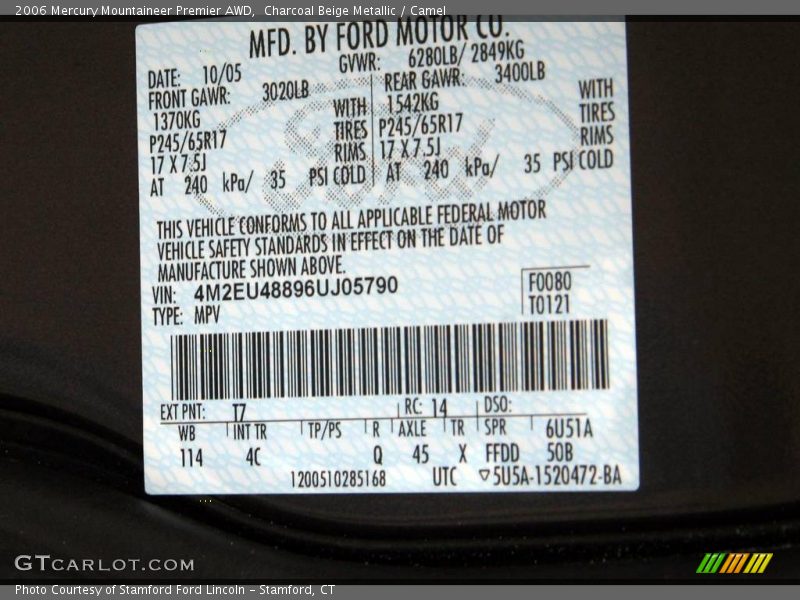 2006 Mercury Mountaineer Premier AWD,  Charcoal Beige Metallic / Camel
MFD. BY FORD MOTOR CO.
DATE: 10/05 GVWR: 6280LB/ 2849KG
FRONT GAWR: 3020LB REAR GAWR: 3400LB
1370KG WITH 1542KG WITH
P245/65R17 TIRES P245/65R17 TIRES
17 X 7.5J RIMS 17 X 7.5J RIMS
AT 240 kPa/ 35 PSI COLD AT 240 kPa/ 35 PSI COLD
Ford
THIS VEHICLE CONFORMS TO ALL APPLICABLE FEDERAL MOTOR
VEHICLE SAFETY STANDARDS IN EFFECT ON THE DATE OF
MANUFACTURE SHOWN ABOVE.
VIN: 4M2EU48896UJ05790 F0080
TYPE: MPV T0121
EXT PNT: T7 RC: 14 DSO:
WB INT TR TP/PS R AXLE TR SPR 6U51A
114 4C Q 45 X FFDD 50B
1200510285168 UTC ▽5U5A-1520472-BA
GTCARLOT.COM
Photo Courtesy of Stamford Ford Lincoln – Stamford, CT